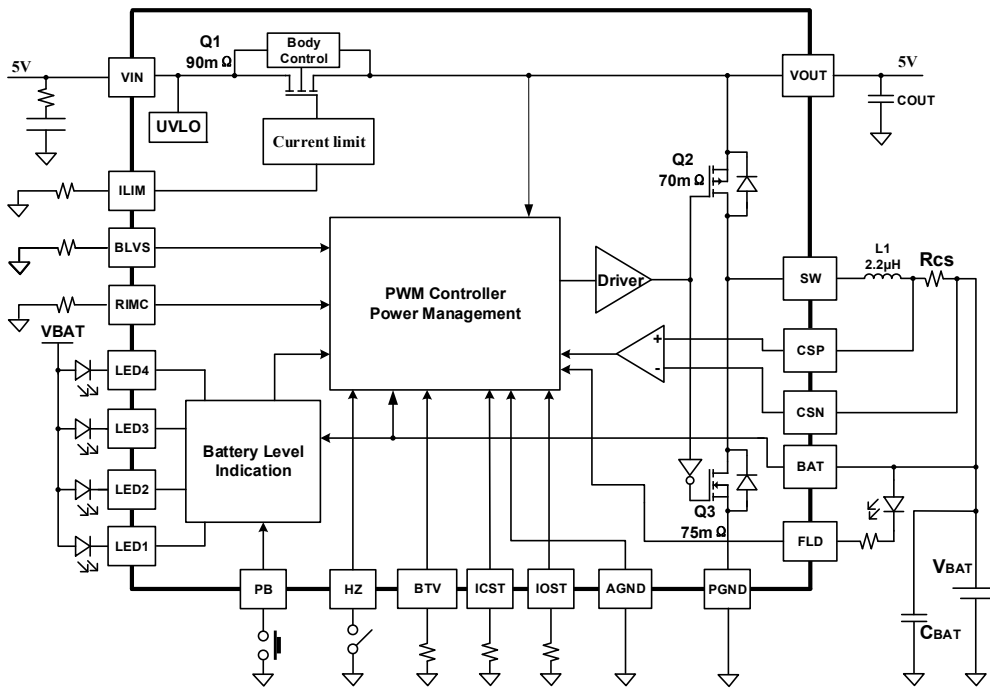 Q1
90mΩ
Body
Control
5V
VIN
UVLO
Current limit
VOUT
5V
COUT
ILIM
Q2
70mΩ
BLVS
RIMC
PWM Controller
Power Management
Driver
SW
L1
2.2μH
Rcs
VBAT
+
-
CSP
CSN
LED4
LED3
LED2
LED1
Battery Level
Indication
BAT
Q3
75mΩ
FLD
PB
HZ
BTV
ICST
IOST
AGND
PGND
VBAT
CBAT